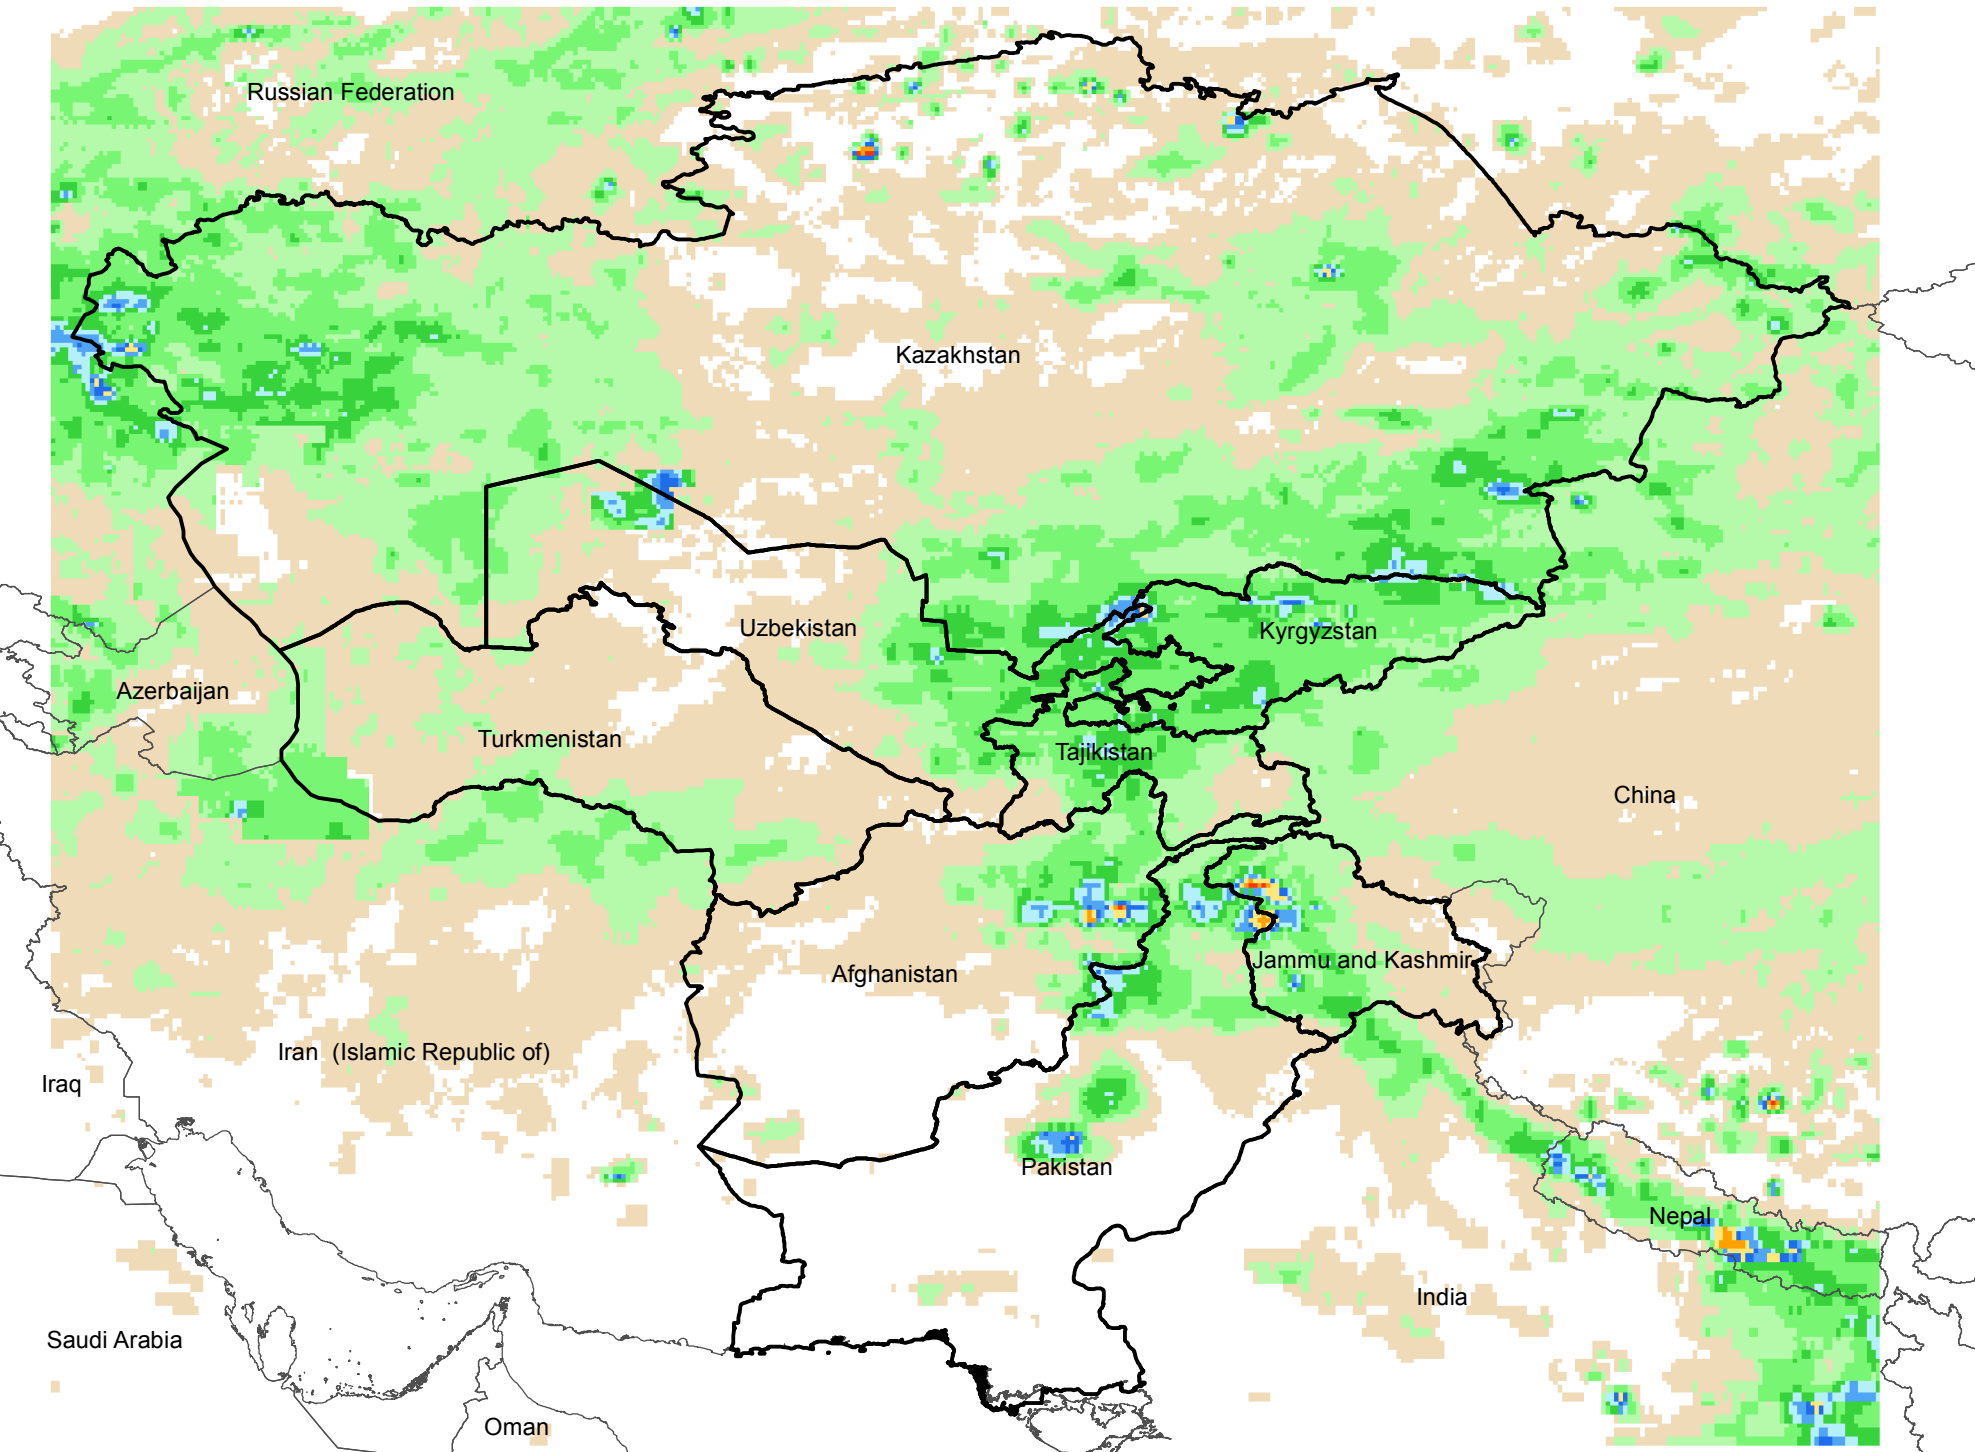 Russian Federation
Kazakhstan
Uzbekistan
Kyrgyzstan
Azerbaijan
Turkmenistan
Tajikistan
China
Jammu and Kashmir
Afghanistan
Iran  (Islamic Republic of)
Iraq
Pakistan
Nepal
India
Saudi Arabia
Oman